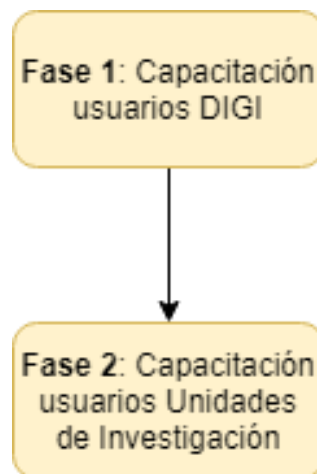 Fase 1: Capacitación
usuarios DIGI
Fase 2: Capacitación
usuarios Unidades
de Investigación